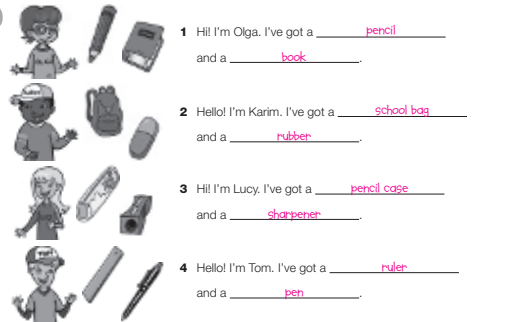 1 Hi! I'm Olga. I've got a pencil
and a book.
2 Hello! I'm Karim. I've got a school bag
and a rubber.
3 Hi! I'm Lucy. I've got a pencil case
and a sharpener.
4 Hello! I'm Tom. I've got a ruler
and a pen.